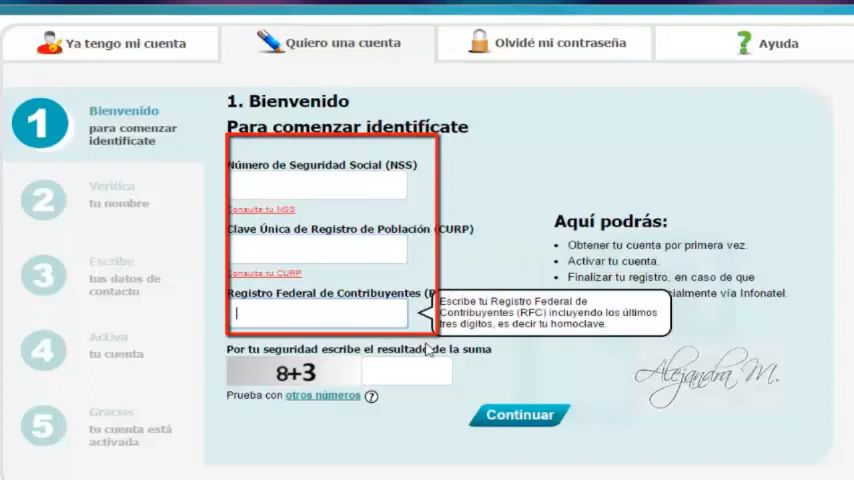 Ya tengo mi cuenta
Quiero una cuenta
Olvidé mi contraseña
Ayuda
1
Bienvenido
para comenzar
identifícate
2
Verifica
tu nombre
3
Escribe
tus datos de
contacto
4
Activa
tu cuenta
5
Gracias
tu cuenta está
activada
1. Bienvenido
Para comenzar identifícate
Número de Seguridad Social (NSS)
Consulta tu NSS
Clave Única de Registro de Población (CURP)
Consulta tu CURP
Registro Federal de Contribuyentes (R
Escribe tu Registro Federal de
Contribuyentes (RFC) incluyendo los últimos
tres dígitos, es decir tu homoclave.
Por tu seguridad escribe el resultado de la suma
8+3
Prueba con otros números ?
Continuar
Aquí podrás:
• Obtener tu cuenta por primera vez.
• Activar tu cuenta.
• Finalizar tu registro, en caso de que
cialmente vía Infonatel.
Alejandra M.